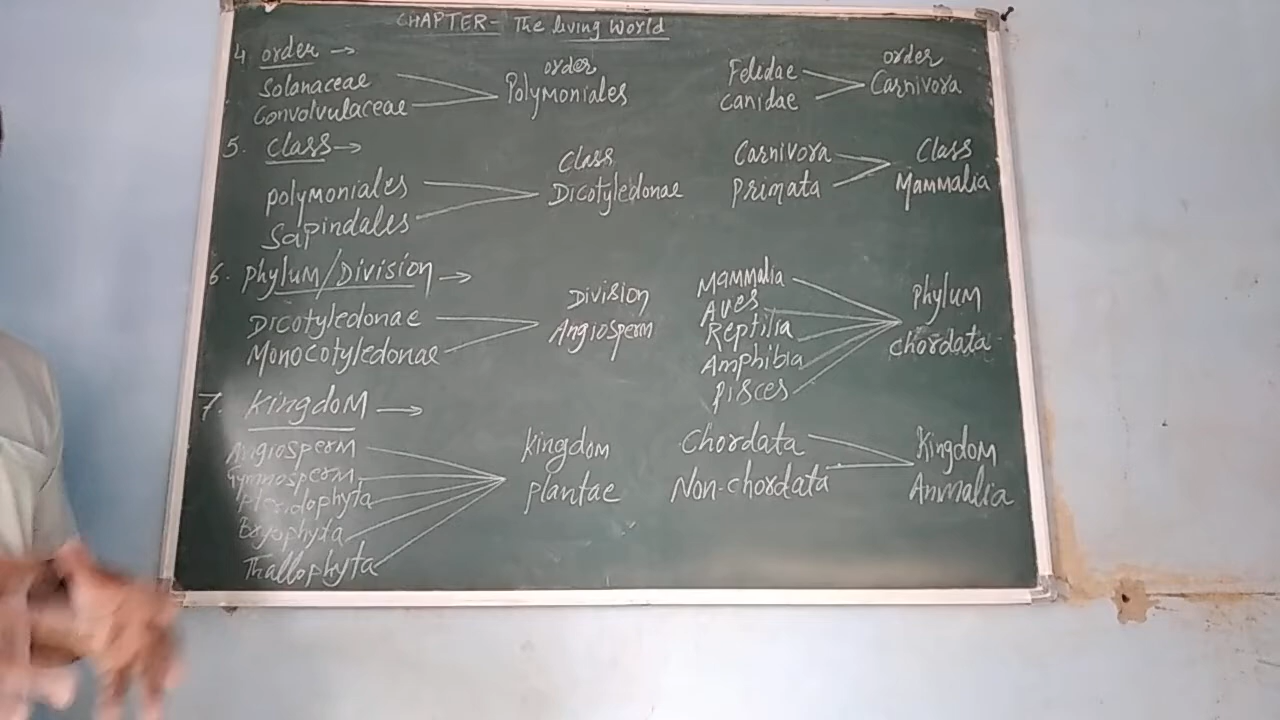 CHAPTER- The living World
4 order →
Solanaceae
Convolvulaceae
order
Polymoniales
Felidae
Canidae
order
Carnivora
5. Class →
polymoniales
Sapindales
Class
Dicotyledonae
Carnivora
Primata
Class
Mammalia
6. Phylum/Division →
Dicotyledonae
Monocotyledonae
Division
Angiosperm
Mammalia
Aves
Reptilia
Amphibia
Pisces
Phylum
chordata
7. Kingdom →
Angiosperm
Gymnosperm
Pteridophyta
Bryophyta
Thallophyta
kingdom
plantae
Chordata
Non-chordata
Kingdom
Animalia